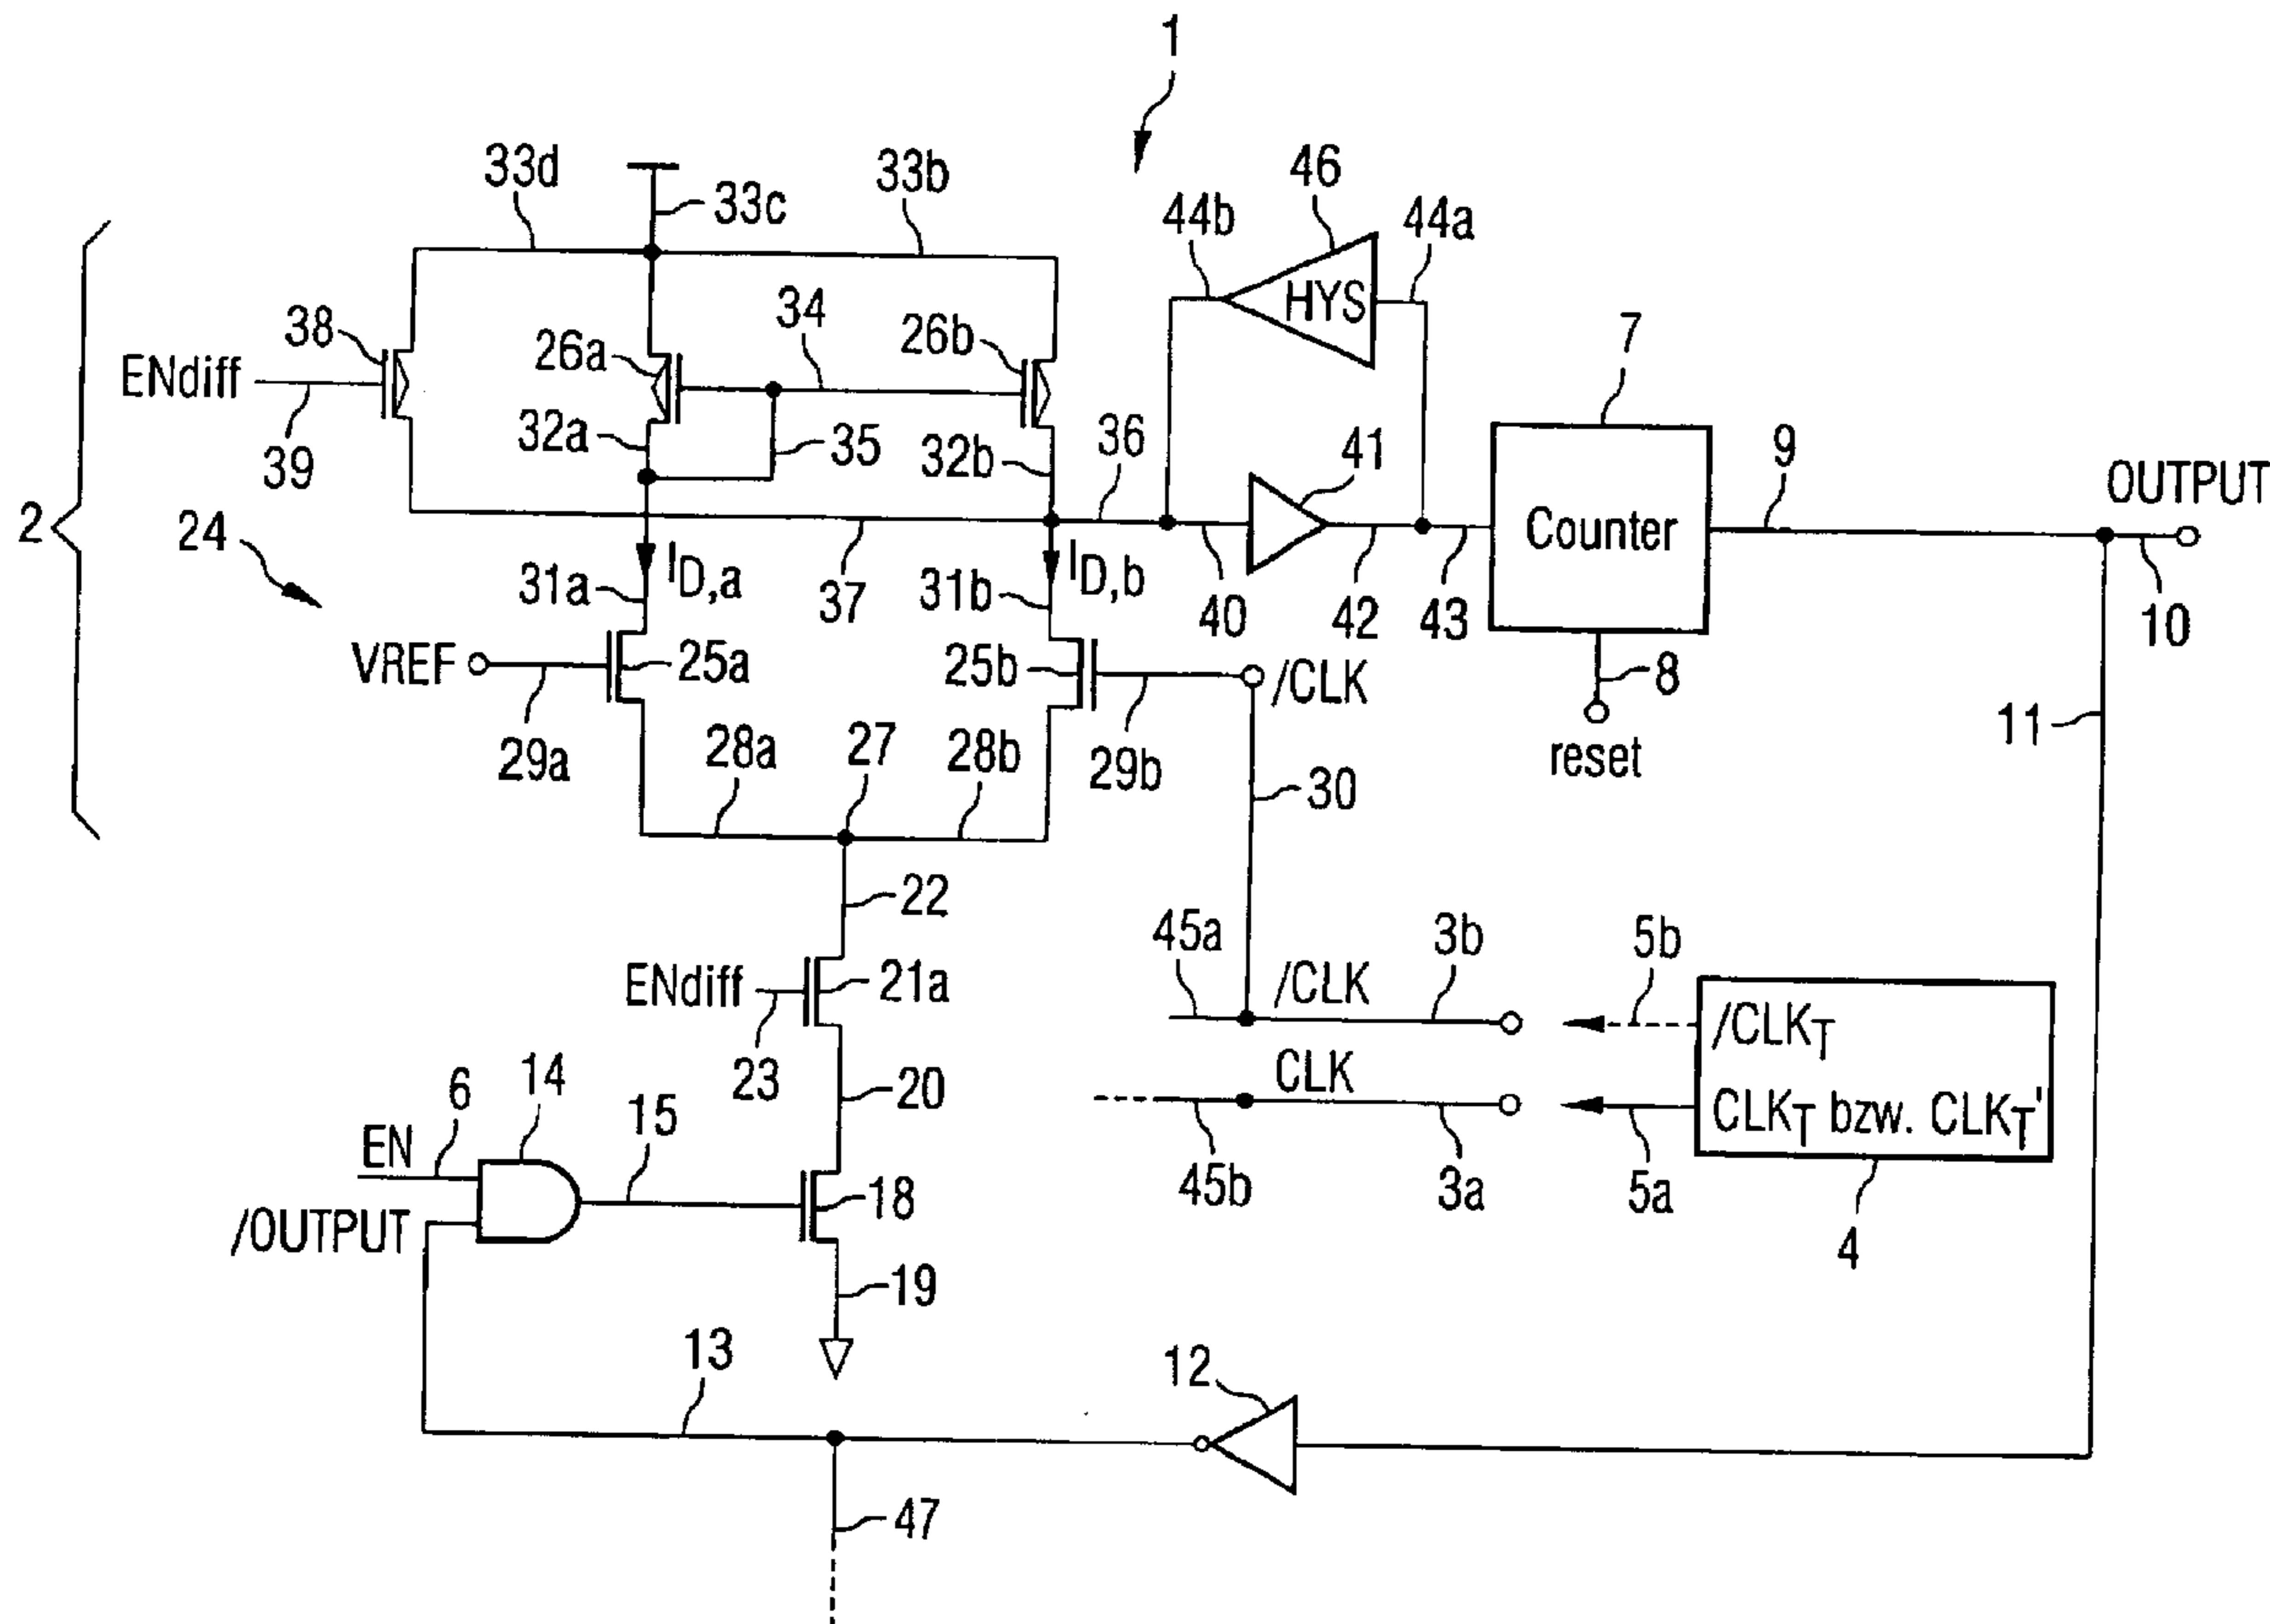 1
33d
33c
33b
46
44b
44a
HYS
38
26a
34
26b
7
ENdiff
39
32a
35
32b
36
41
9
OUTPUT
2
24
Counter
31a
I_D,a
37
31b
I_D,b
40
42
43
10
VREF
25a
25b
/CLK
8
29a
28a
27
28b
29b
reset
11
30
22
45a
/CLK
3b
5b
ENdiff
21a
/CLK_T
23
CLK
14
6
15
20
CLK_T bzw. CLK_T'
EN
45b
3a
5a
4
/OUTPUT
18
19
13
12
47